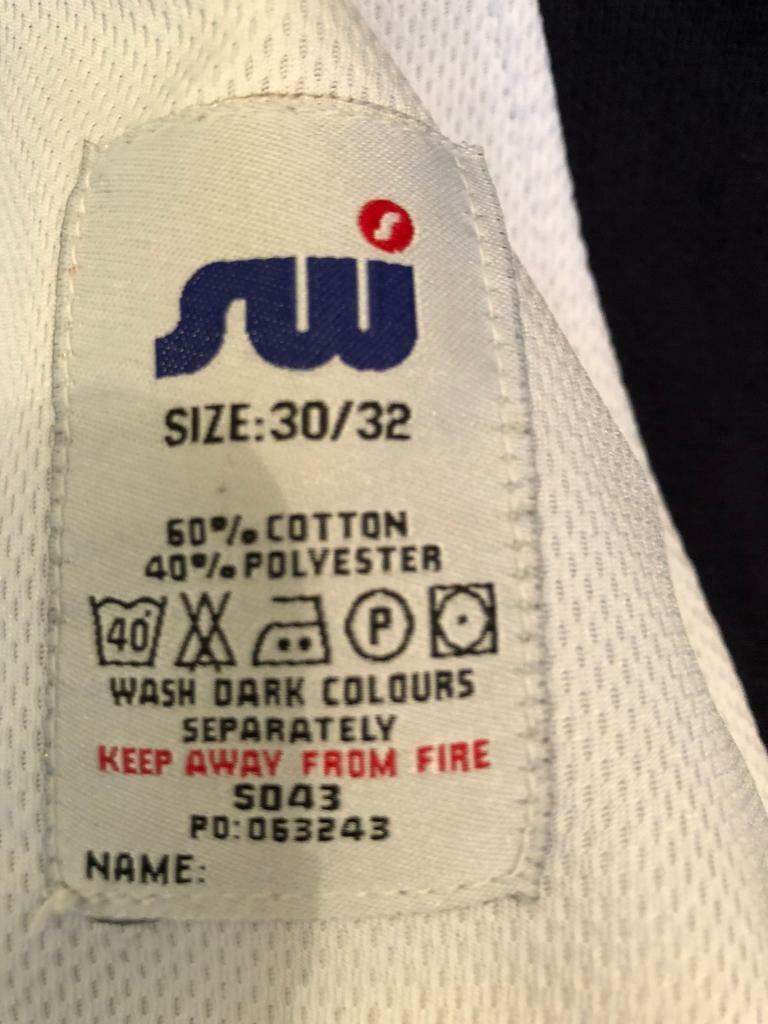 S
SWI
SIZE:30/32
60% COTTON
40% POLYESTER
40°
P
WASH DARK COLOURS
SEPARATELY
KEEP AWAY FROM FIRE
S043
PO:063243
NAME: